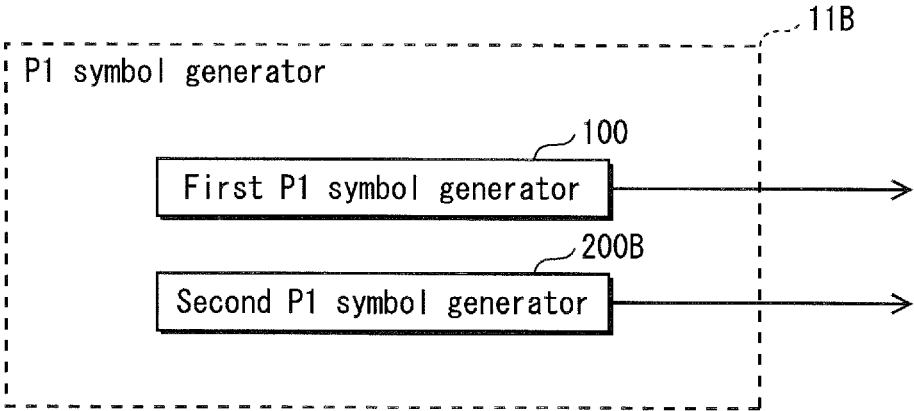 11B
P1 symbol generator
100
First P1 symbol generator
200B
Second P1 symbol generator